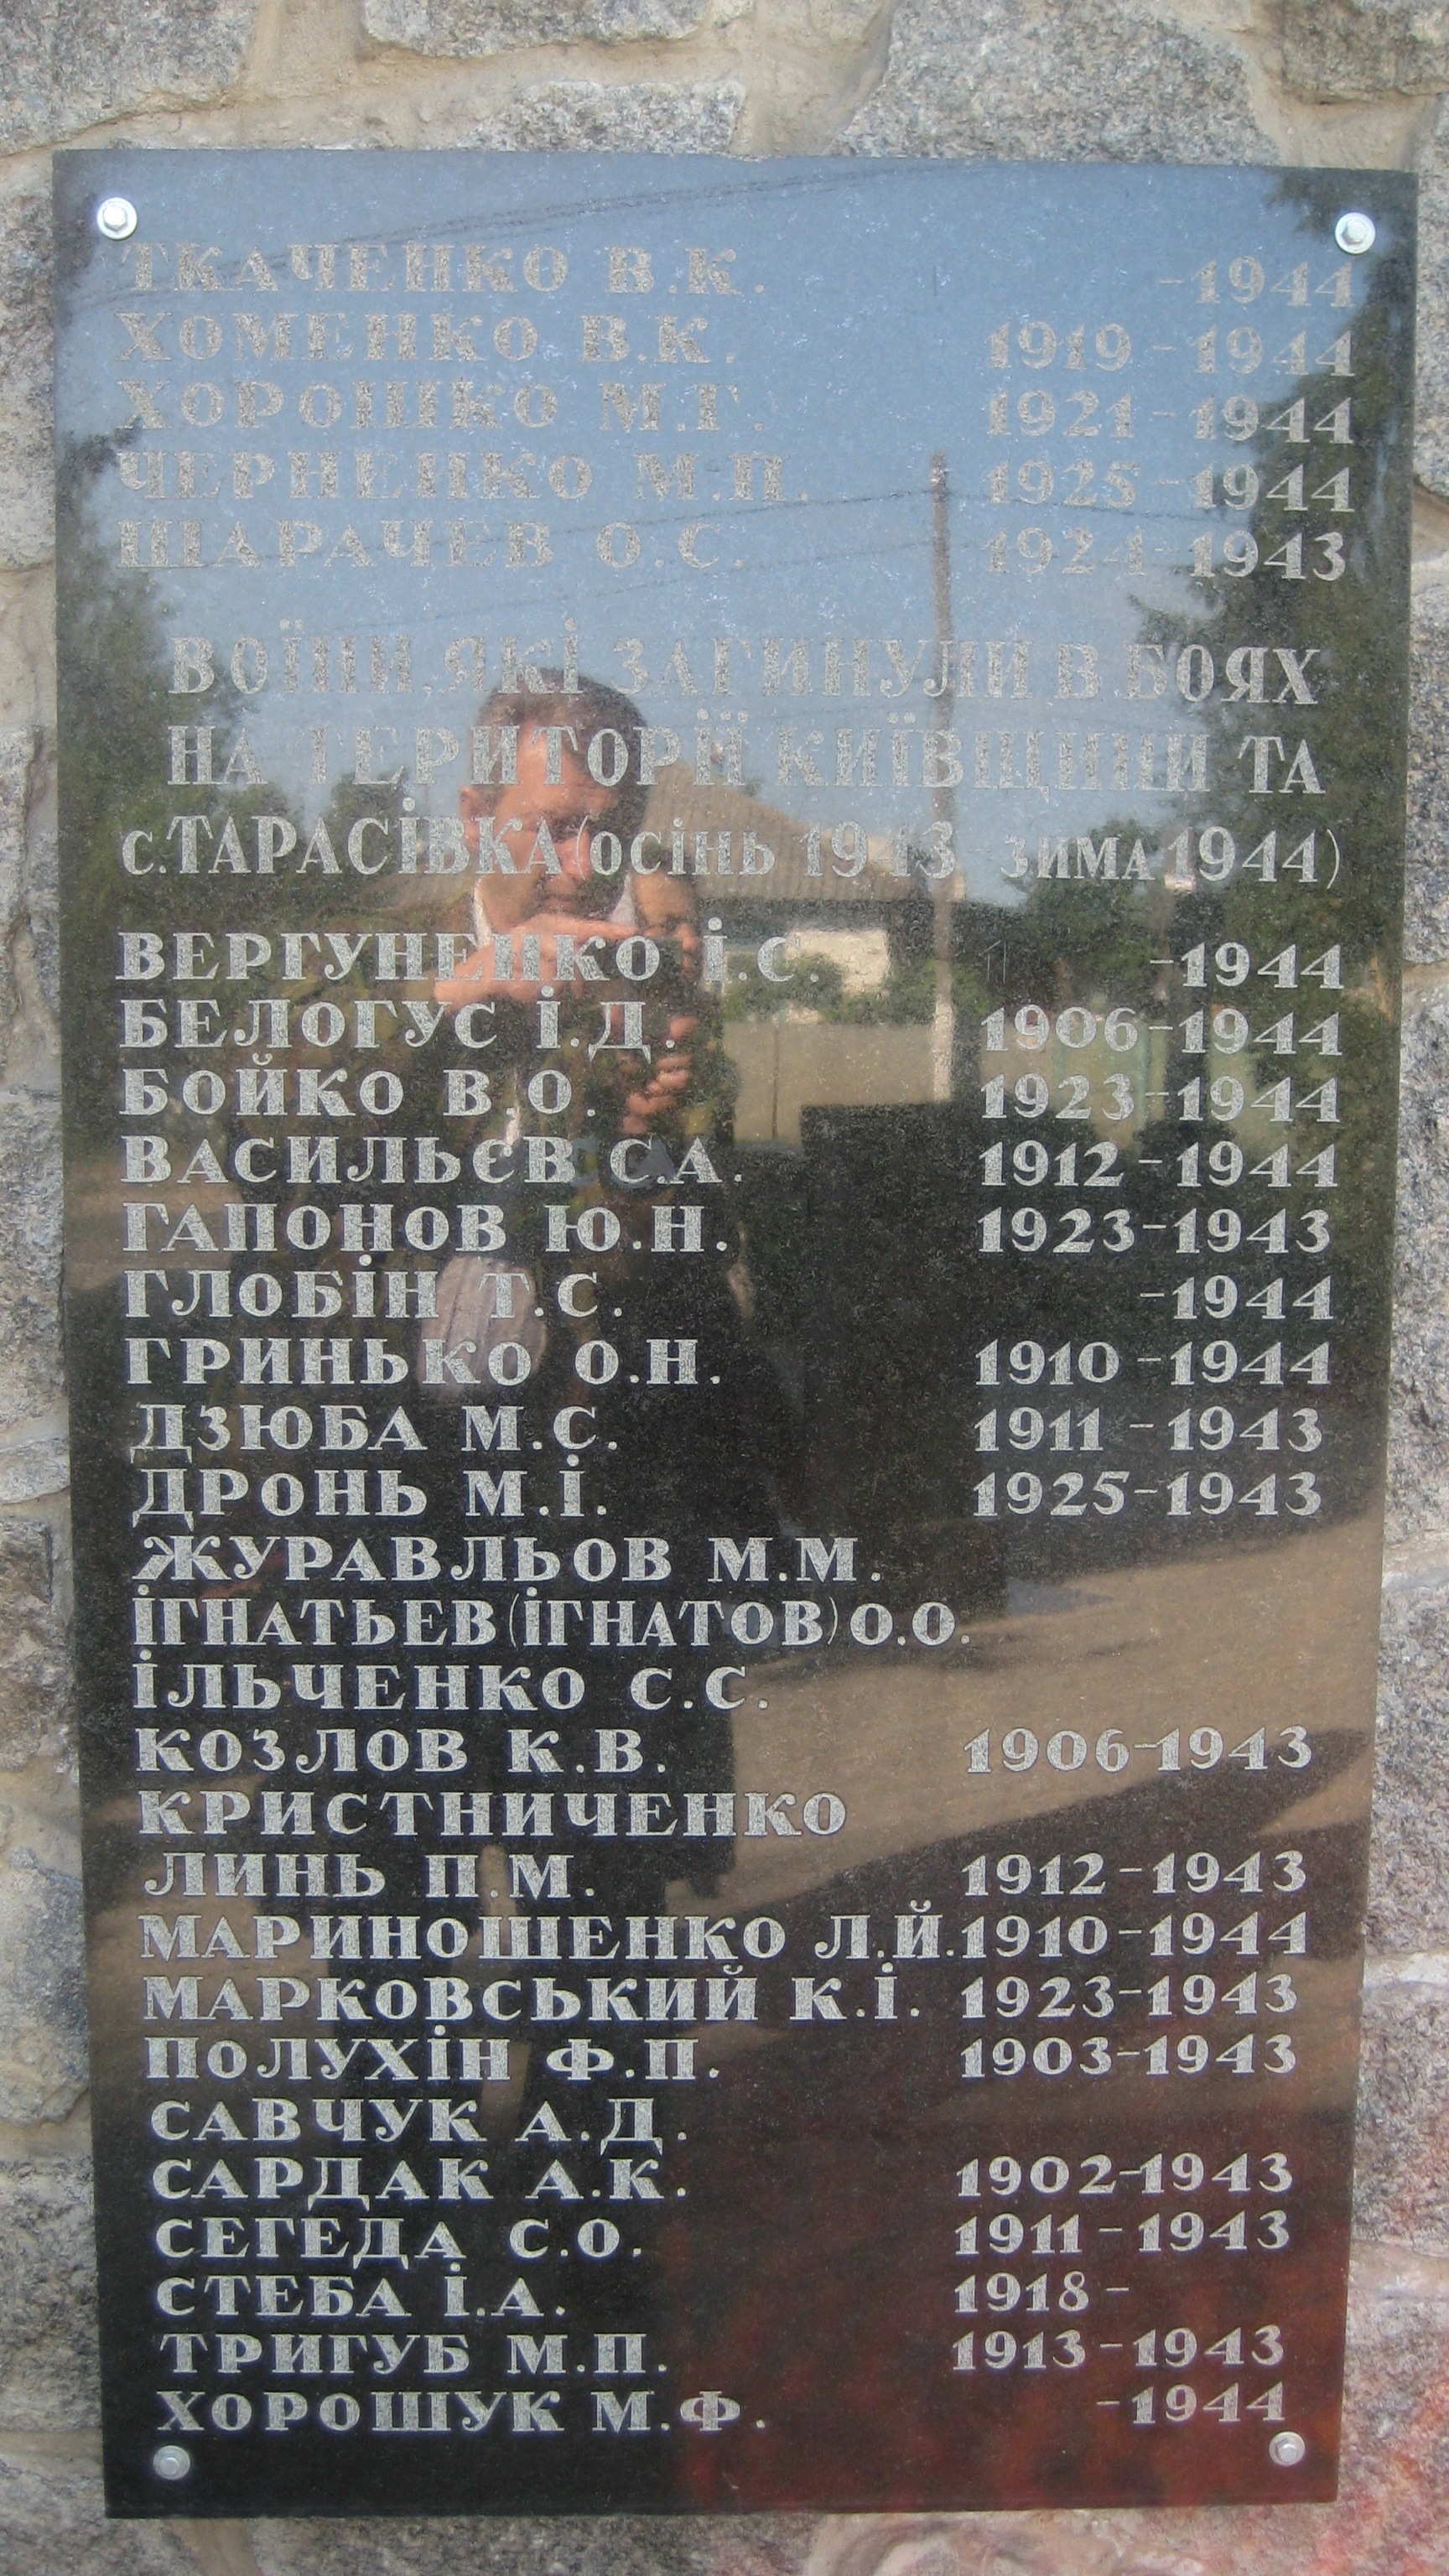 ТКАЧЕНКО В.К. -1944
ХОМЕНКО В.К. 1919-1944
ХОРОШКО М.Г. 1921-1944
ЧЕРНЕНКО М.П. 1925-1944
ШАРАЧЕВ О.С. 1924-1943
ВОЇНИ, ЯКІ ЗАГИНУЛИ В БОЯХ
НА ТЕРИТОРІЇ КИЇВЩИНИ ТА
с.ТАРАСІВКА (осінь 1943-зима 1944)
ВЕРГУНЕНКО І.С. -1944
БЕЛОГУС І.Д. 1906-1944
БОЙКО В.О. 1923-1944
ВАСИЛЬЄВ С.А. 1912-1944
ГАПОНОВ Ю.Н. 1923-1943
ГЛОБІН Т.С. -1944
ГРИНЬКО О.Н. 1910-1944
ДЗЮБА М.С. 1911-1943
ДРОНЬ М.І. 1925-1943
ЖУРАВЛЬОВ М.М.
ІГНАТЬЕВ (ІГНАТОВ) О.О.
ІЛЬЧЕНКО С.С.
КОЗЛОВ К.В. 1906-1943
КРИСТНИЧЕНКО
ЛИНЬ П.М. 1912-1943
МАРИНОШЕНКО Л.Й. 1910-1944
МАРКОВСЬКИЙ К.І. 1923-1943
ПОЛУХІН Ф.П. 1903-1943
САВЧУК А.Д.
САРДАК А.К. 1902-1943
СЕГЕДА С.О. 1911-1943
СТЕБА І.А. 1918-
ТРИГУБ М.П. 1913-1943
ХОРОШУК М.Ф. -1944